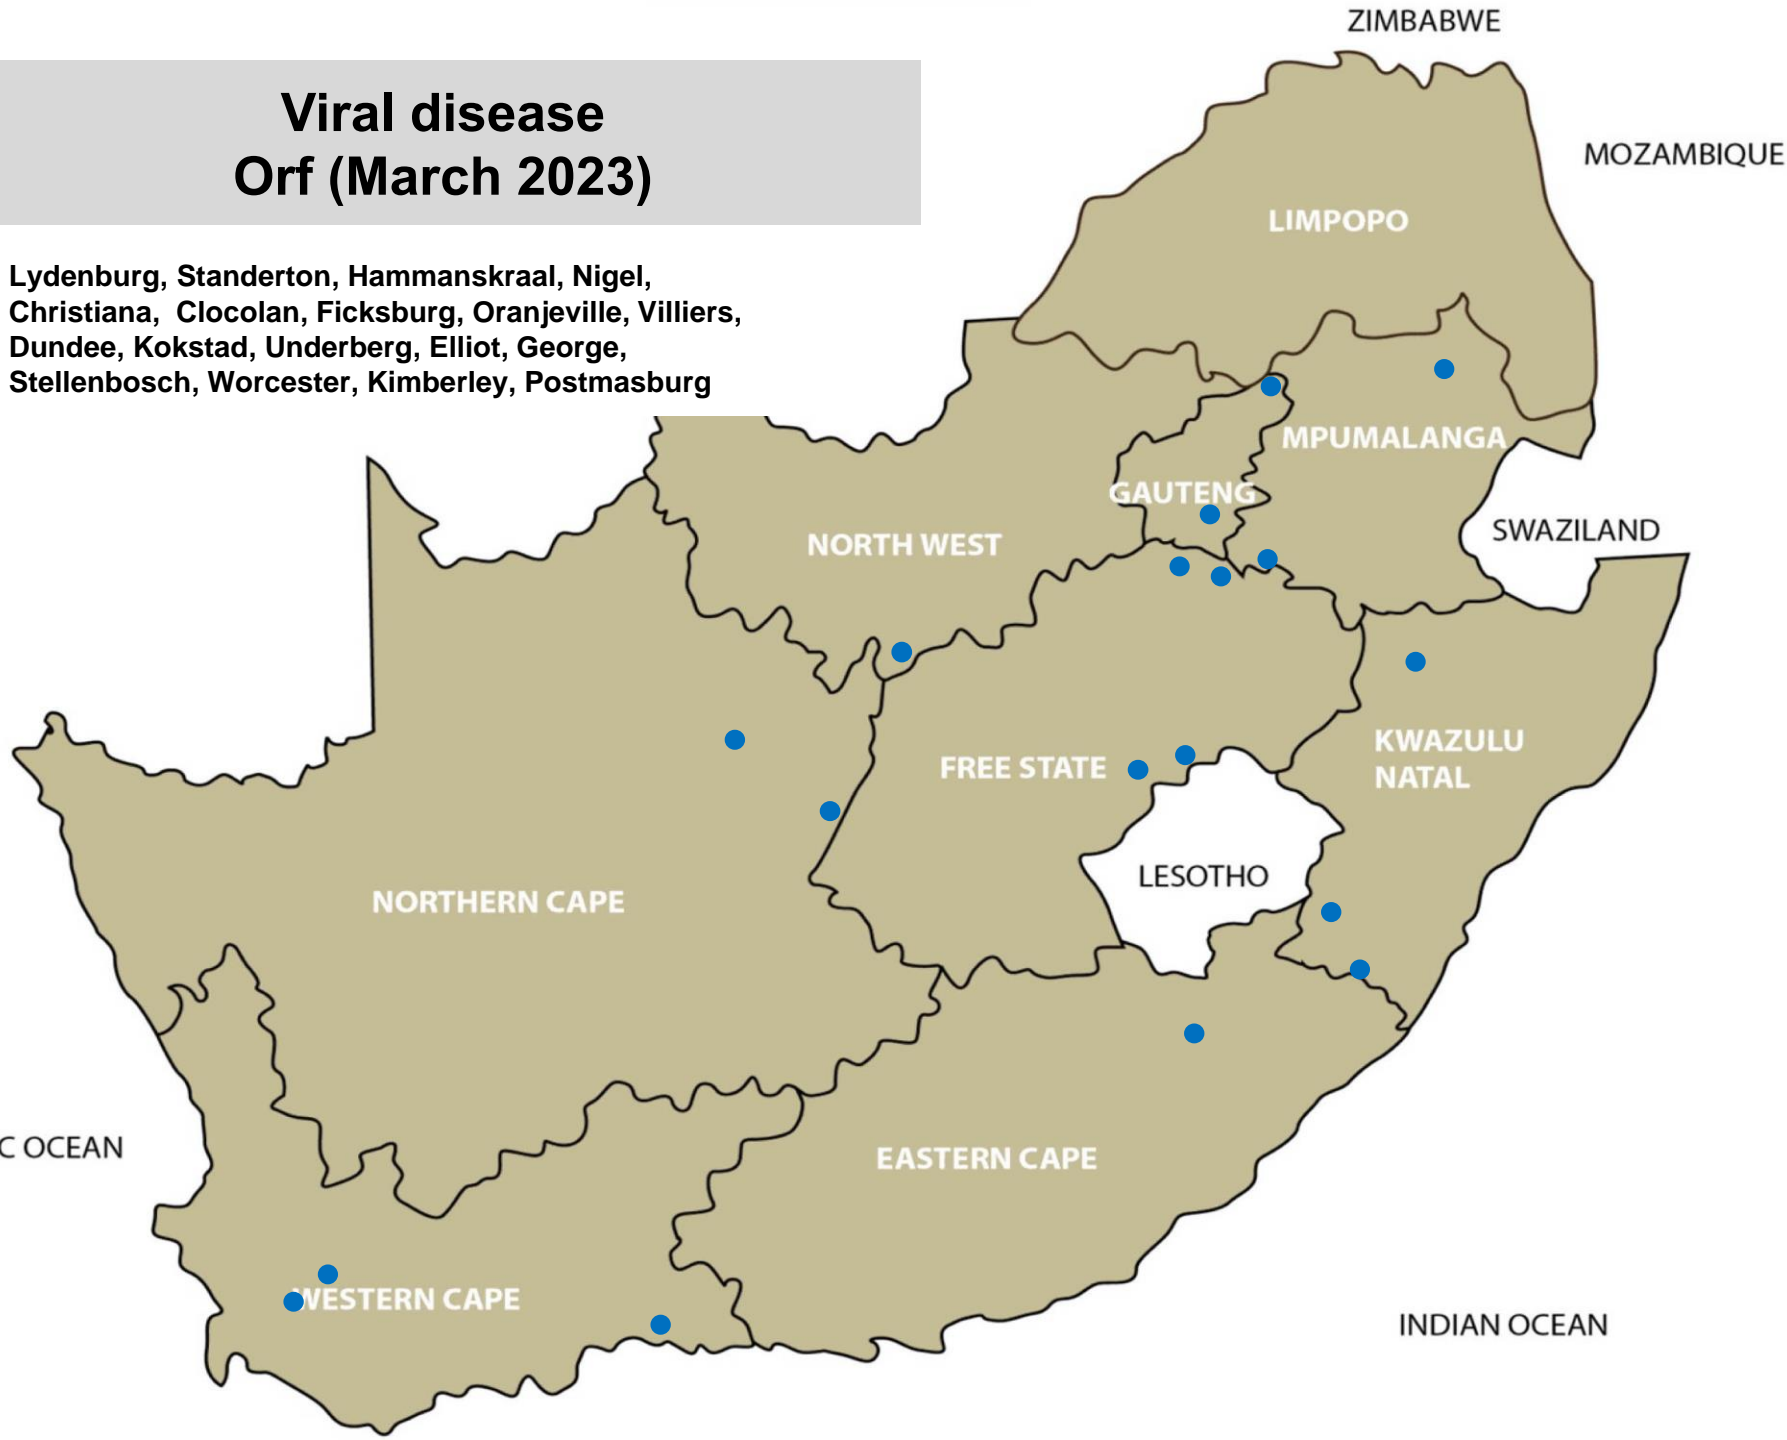 Viral disease
Orf (March 2023)
Lydenburg, Standerton, Hammanskraal, Nigel,
Christiana,  Clocolan, Ficksburg, Oranjeville, Villiers,
Dundee, Kokstad, Underberg, Elliot, George,
Stellenbosch, Worcester, Kimberley, Postmasburg
ZIMBABWE
MOZAMBIQUE
LIMPOPO
MPUMALANGA
GAUTENG
SWAZILAND
NORTH WEST
KWAZULU
NATAL
FREE STATE
LESOTHO
NORTHERN CAPE
C OCEAN
EASTERN CAPE
WESTERN CAPE
INDIAN OCEAN